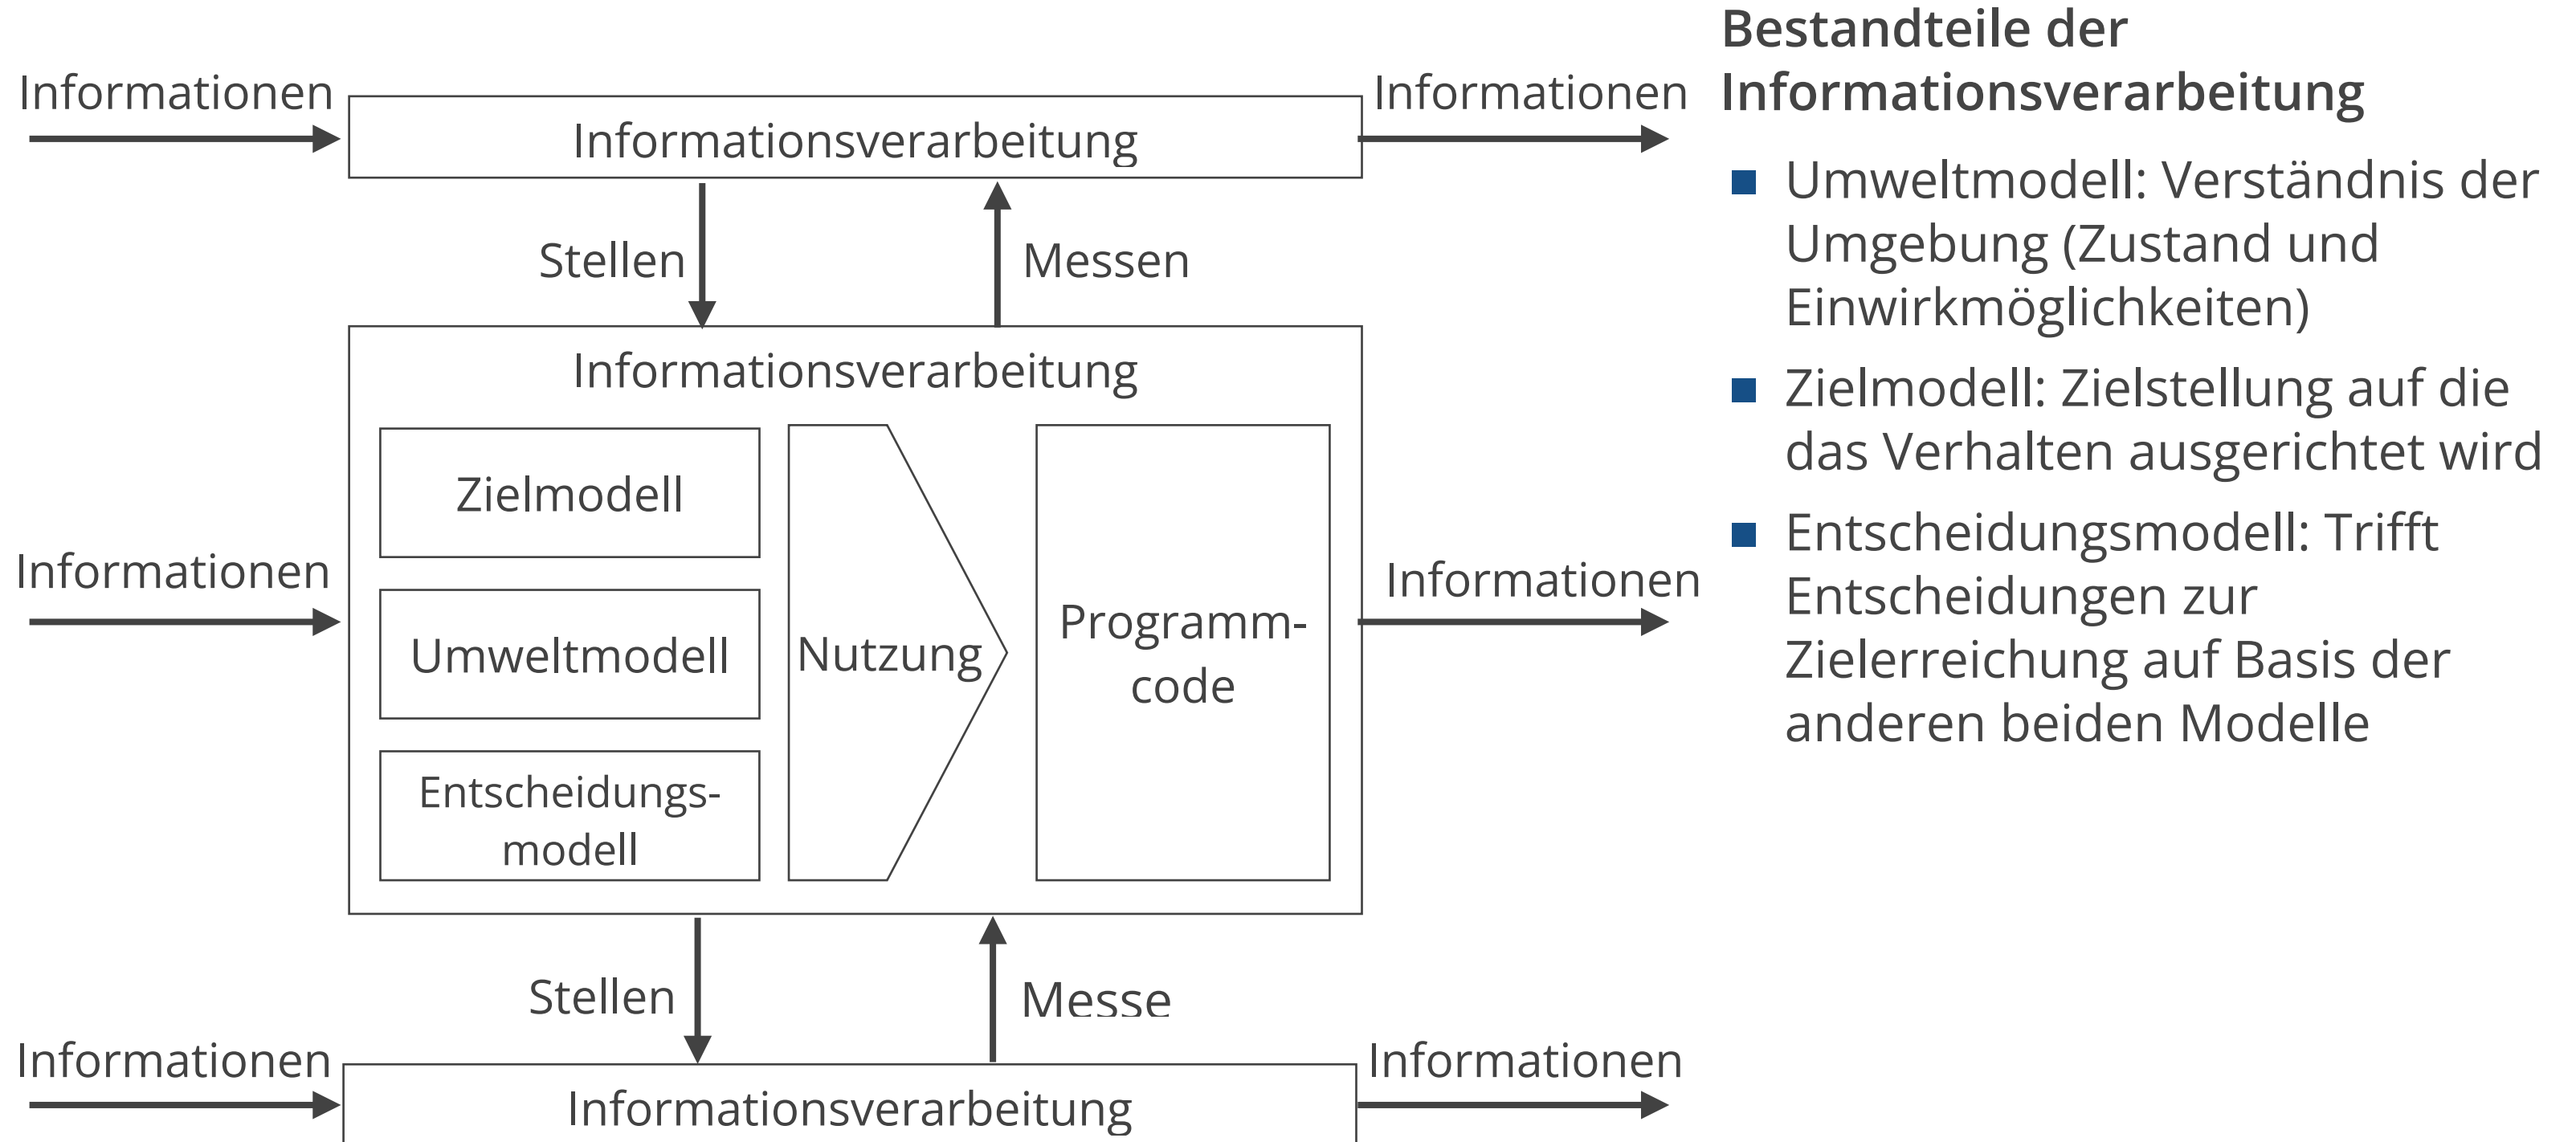 Informationen
Informationsverarbeitung
Informationen
Stellen
Messen
Informationsverarbeitung
Informationen
Zielmodell
Umweltmodell
Entscheidungs-
modell
Nutzung
Programm-
code
Informationen
Stellen
Messe
Informationen
Informationsverarbeitung
Informationen
Bestandteile der
Informationsverarbeitung
Umweltmodell: Verständnis der
Umgebung (Zustand und
Einwirkmöglichkeiten)
Zielmodell: Zielstellung auf die
das Verhalten ausgerichtet wird
Entscheidungsmodell: Trifft
Entscheidungen zur
Zielerreichung auf Basis der
anderen beiden Modelle